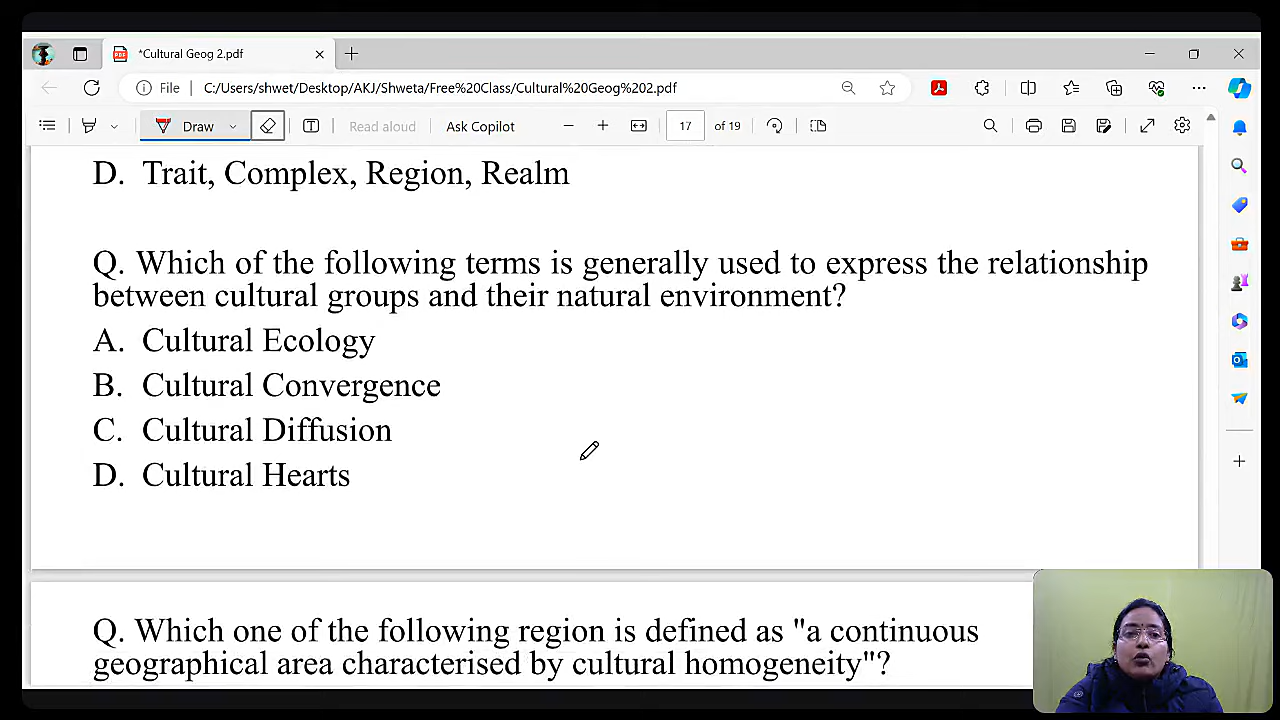 *Cultural Geog 2.pdf
File C:/Users/shwet/Desktop/AKJ/Shweta/Free%20Class/Cultural%20Geog%202.pdf
Draw Read aloud Ask Copilot 17 of 19
D. Trait, Complex, Region, Realm
Q. Which of the following terms is generally used to express the relationship
between cultural groups and their natural environment?
A. Cultural Ecology
B. Cultural Convergence
C. Cultural Diffusion
D. Cultural Hearts
Q. Which one of the following region is defined as "a continuous
geographical area characterised by cultural homogeneity"?